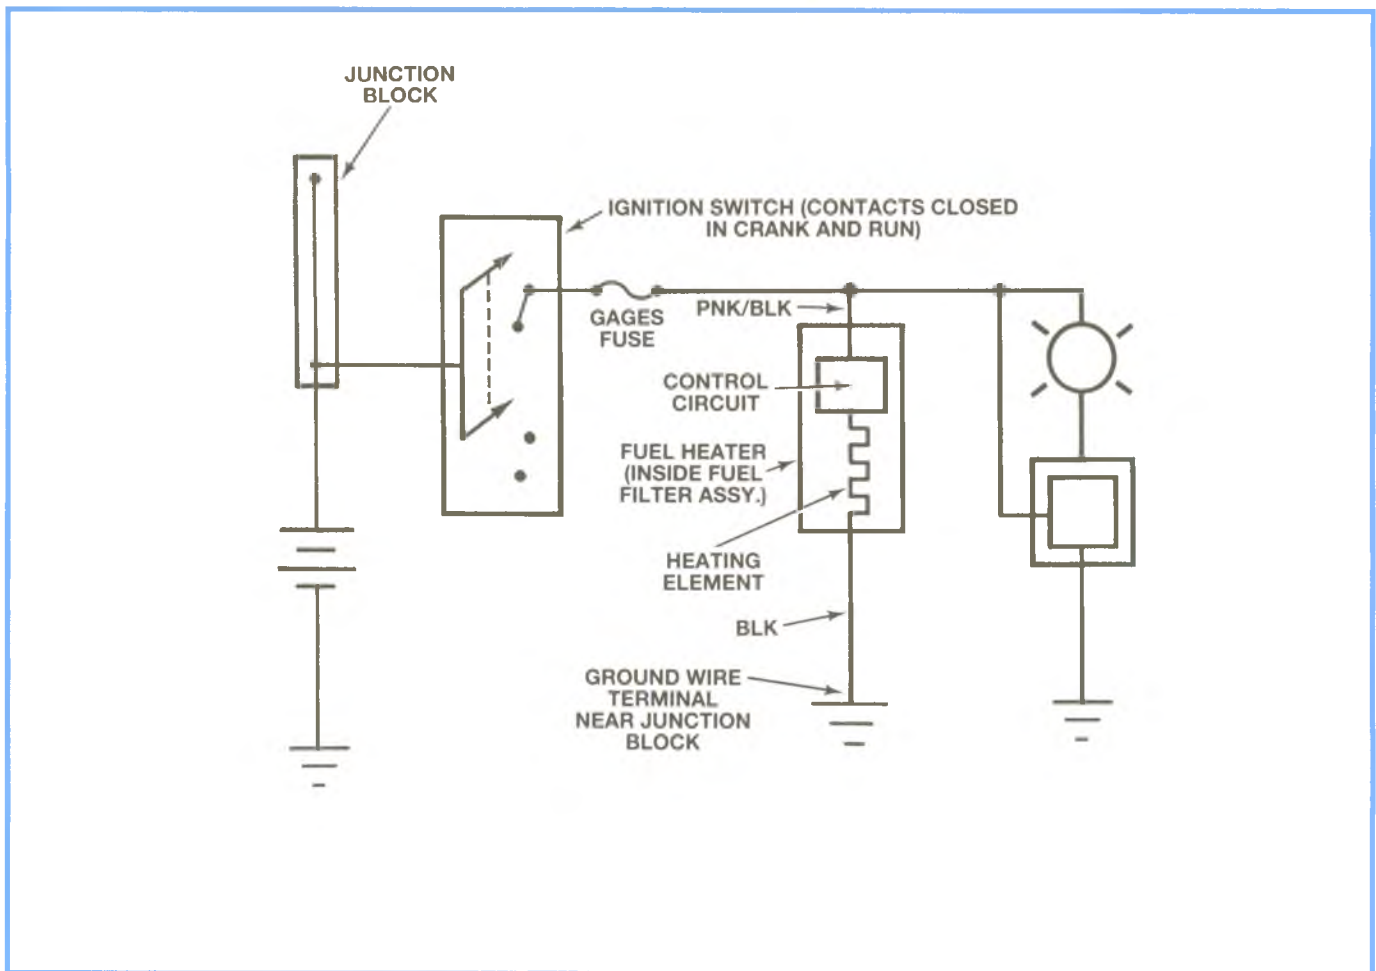 JUNCTION
BLOCK
IGNITION SWITCH (CONTACTS CLOSED
IN CRANK AND RUN)
GAGES
FUSE
PNK/BLK
CONTROL
CIRCUIT
FUEL HEATER
(INSIDE FUEL
FILTER ASSY.)
HEATING
ELEMENT
BLK
GROUND WIRE
TERMINAL
NEAR JUNCTION
BLOCK